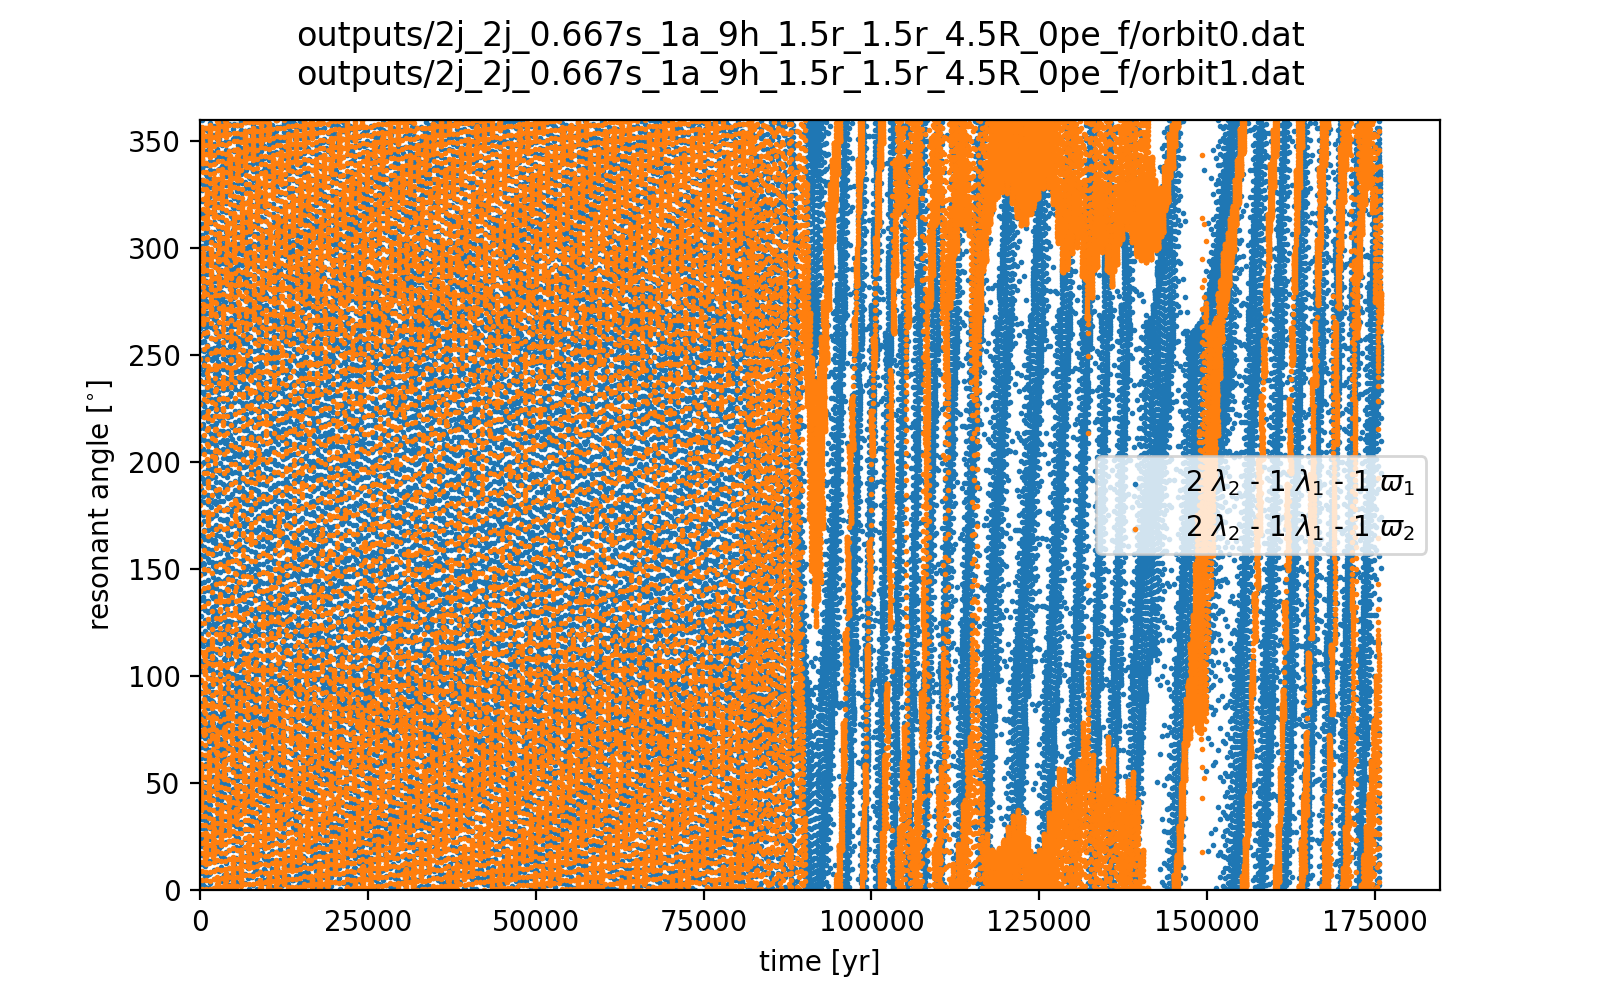 outputs/2j_2j_0.667s_1a_9h_1.5r_1.5r_4.5R_0pe_f/orbit0.dat
outputs/2j_2j_0.667s_1a_9h_1.5r_1.5r_4.5R_0pe_f/orbit1.dat
350
300
250
200
150
100
50
0
resonant angle [°]
2 λ₂ - 1 λ₁ - 1 ϖ₁
2 λ₂ - 1 λ₁ - 1 ϖ₂
0 25000 50000 75000 100000 125000 150000 175000
time [yr]